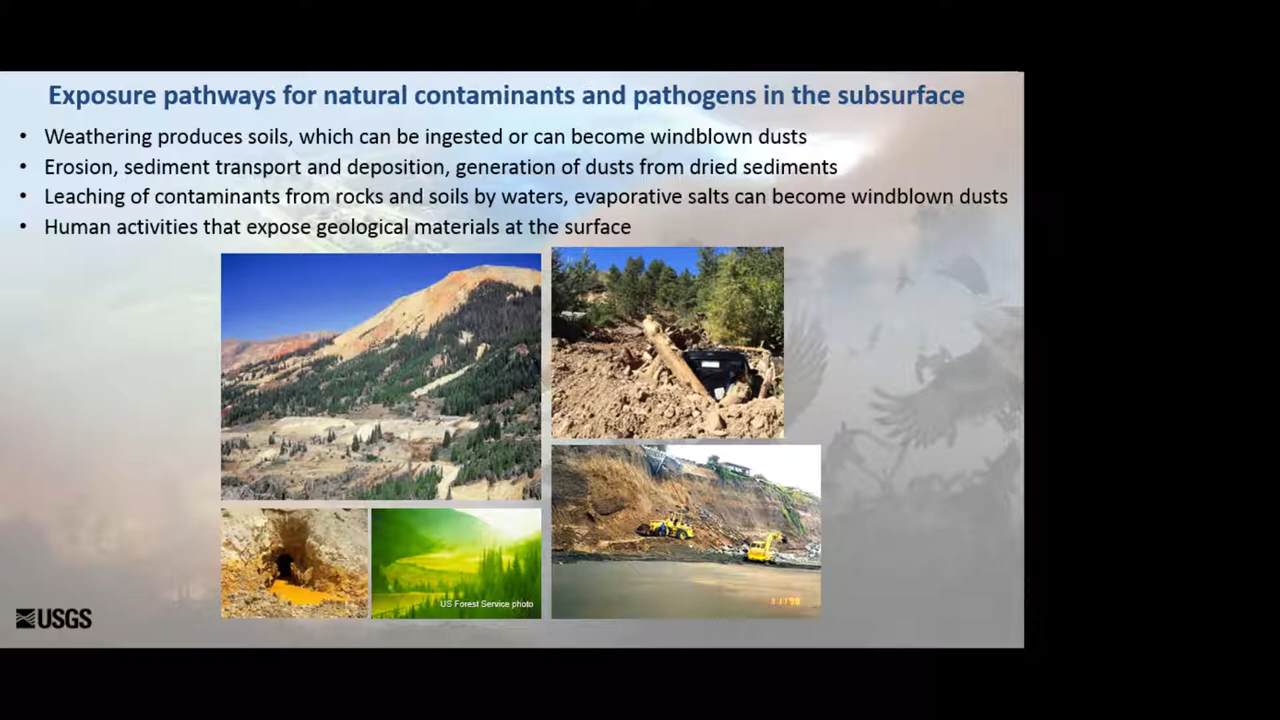 Exposure pathways for natural contaminants and pathogens in the subsurface
• Weathering produces soils, which can be ingested or can become windblown dusts
• Erosion, sediment transport and deposition, generation of dusts from dried sediments
• Leaching of contaminants from rocks and soils by waters, evaporative salts can become windblown dusts
• Human activities that expose geological materials at the surface
US Forest Service photo
USGS